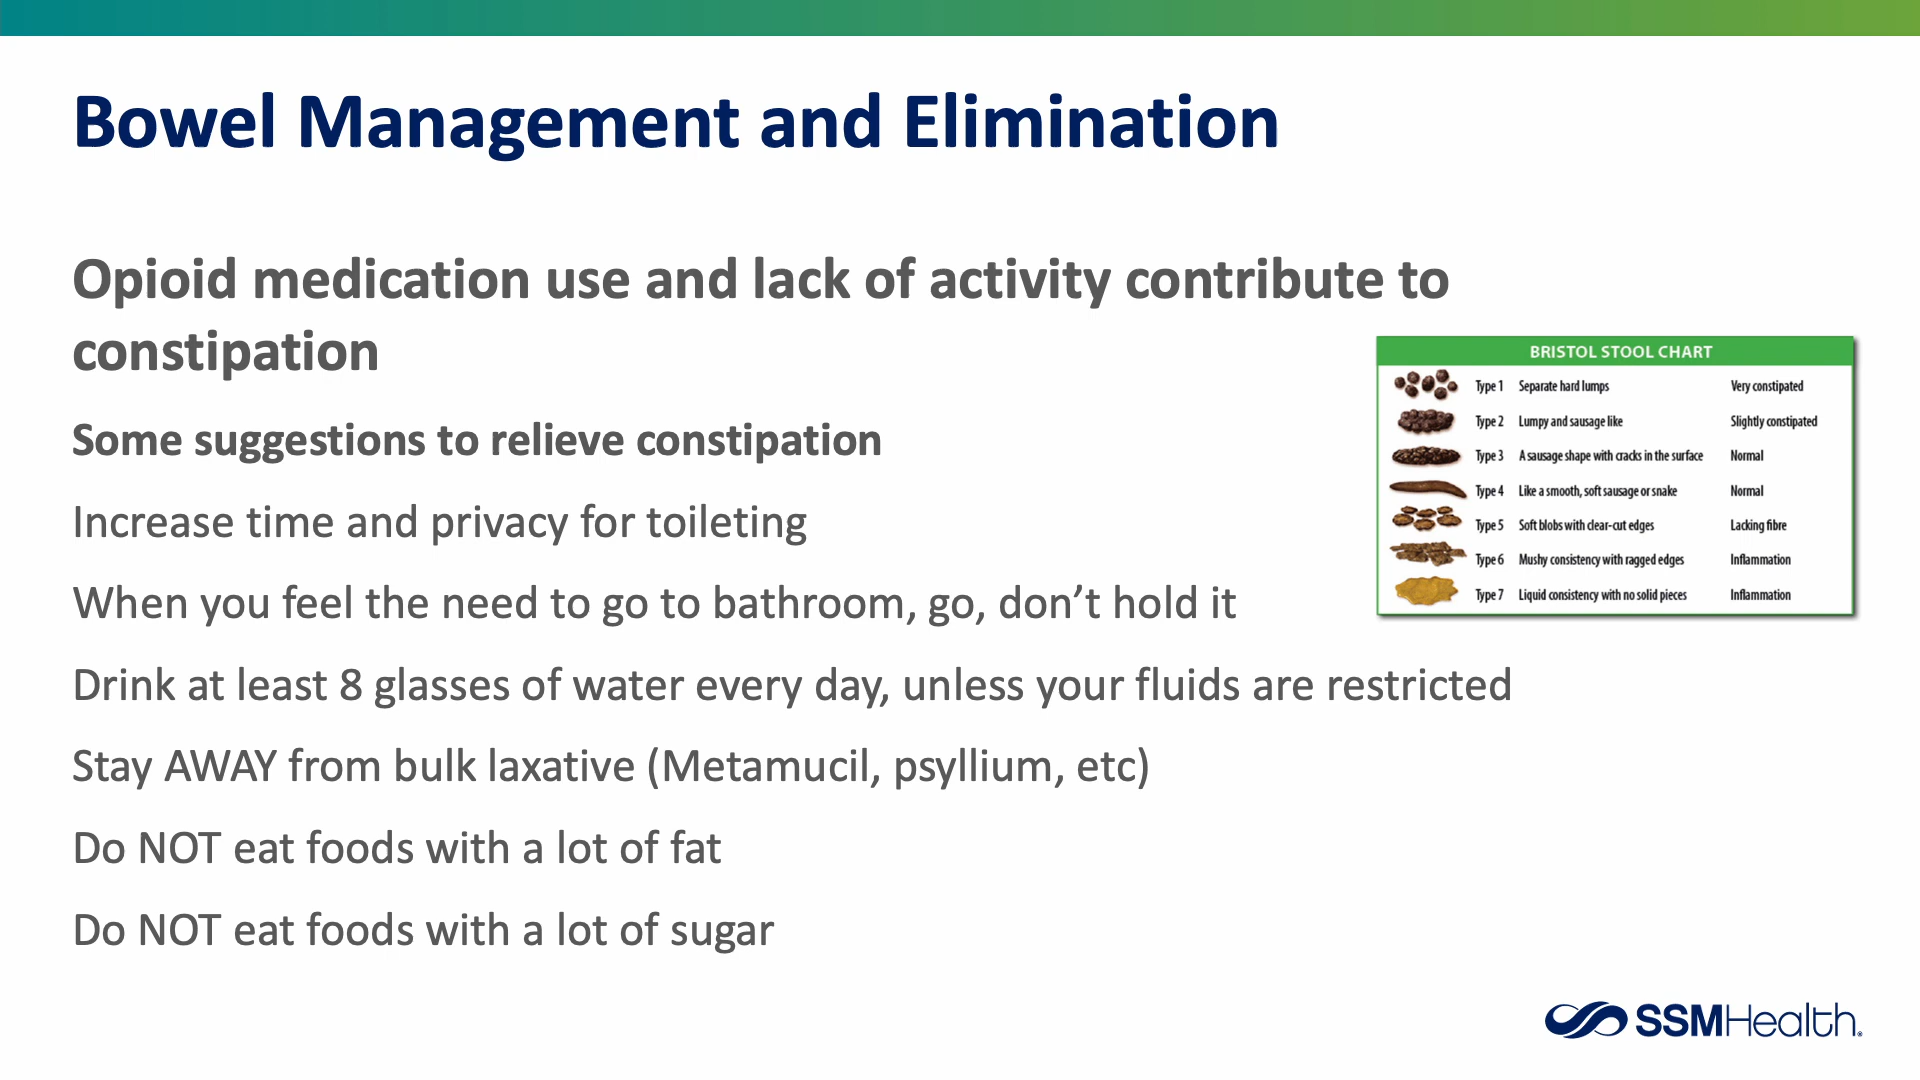 Bowel Management and Elimination
Opioid medication use and lack of activity contribute to
constipation
Some suggestions to relieve constipation
Increase time and privacy for toileting
When you feel the need to go to bathroom, go, don’t hold it
Drink at least 8 glasses of water every day, unless your fluids are restricted
Stay AWAY from bulk laxative (Metamucil, psyllium, etc)
Do NOT eat foods with a lot of fat
Do NOT eat foods with a lot of sugar
BRISTOL STOOL CHART
Type 1 Separate hard lumps Very constipated
Type 2 Lumpy and sausage like Slightly constipated
Type 3 A sausage shape with cracks in the surface Normal
Type 4 Like a smooth, soft sausage or snake Normal
Type 5 Soft blobs with clear-cut edges Lacking fibre
Type 6 Mushy consistency with ragged edges Inflammation
Type 7 Liquid consistency with no solid pieces Inflammation
SSMHealth®